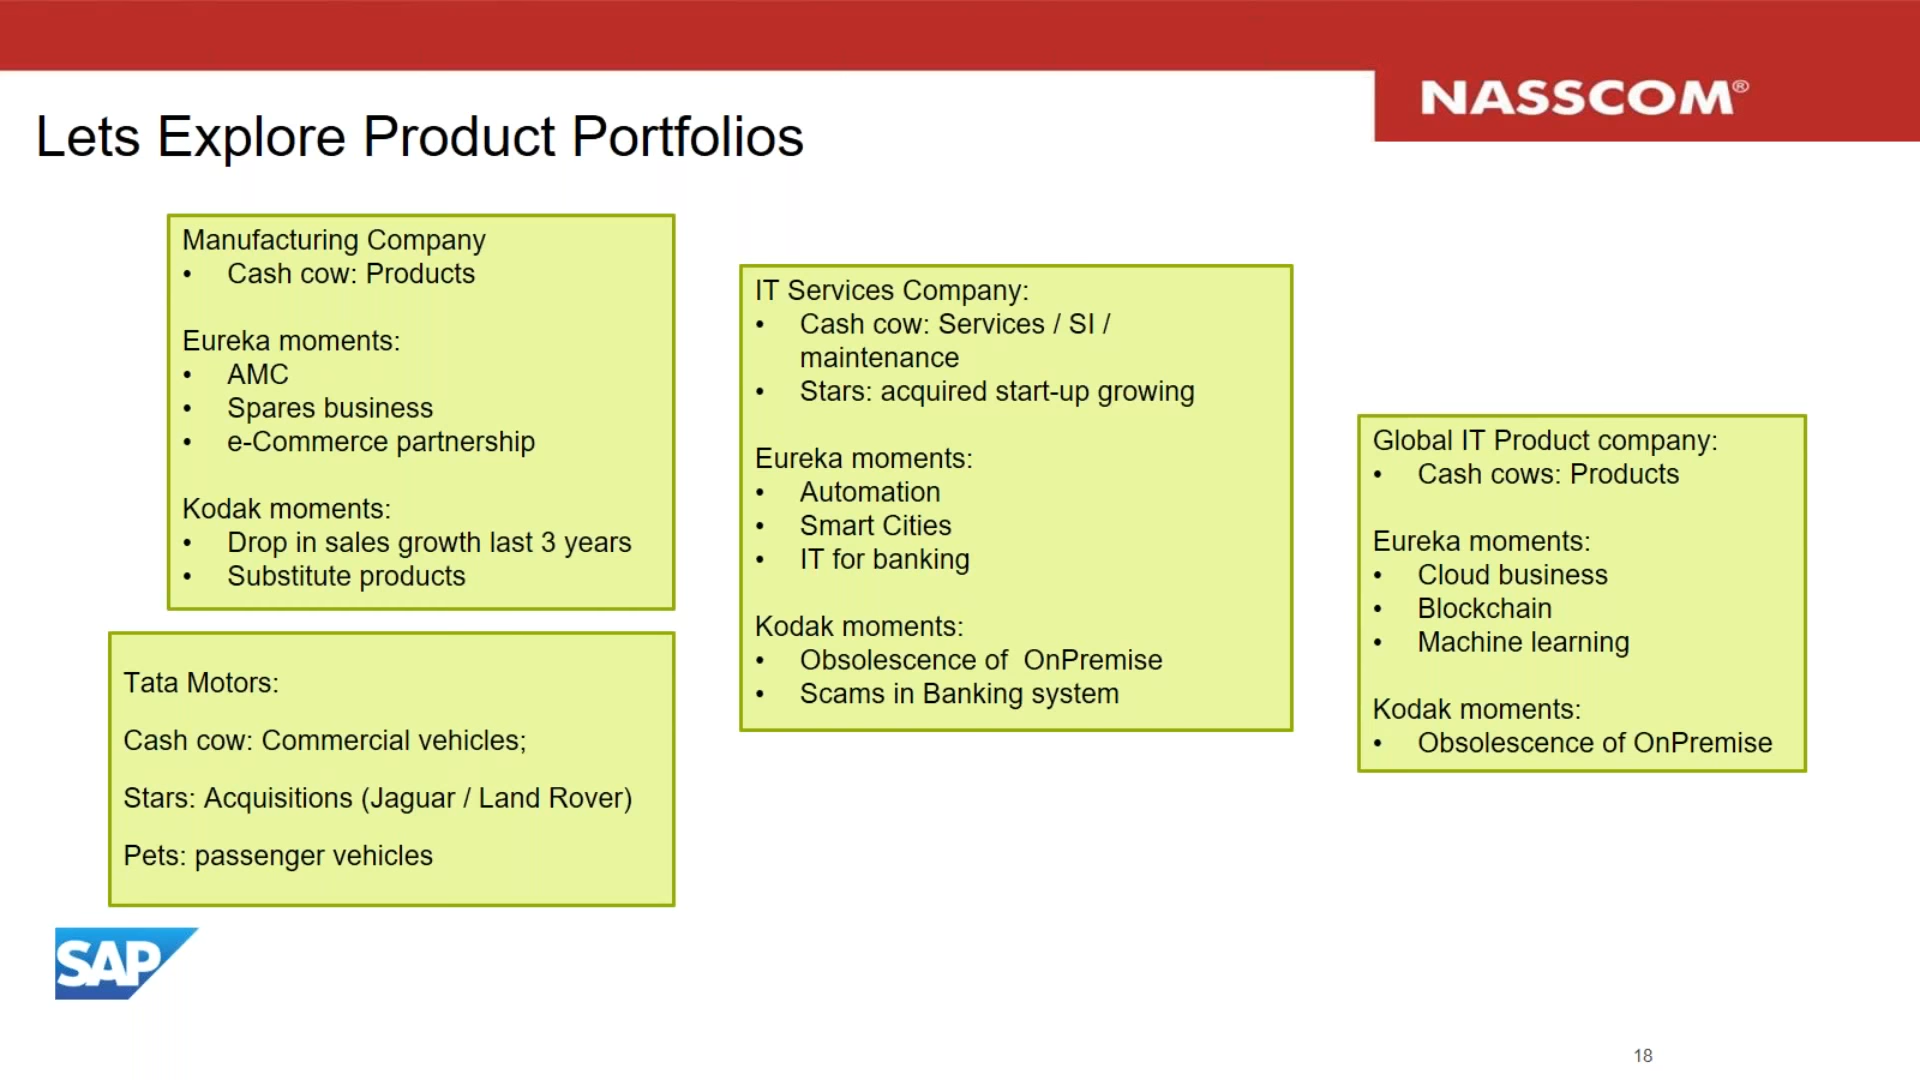 NASSCOM®
Lets Explore Product Portfolios
Manufacturing Company
• Cash cow: Products
Eureka moments:
• AMC
• Spares business
• e-Commerce partnership
Kodak moments:
• Drop in sales growth last 3 years
• Substitute products
Tata Motors:
Cash cow: Commercial vehicles;
Stars: Acquisitions (Jaguar / Land Rover)
Pets: passenger vehicles
IT Services Company:
• Cash cow: Services / SI /
maintenance
• Stars: acquired start-up growing
Eureka moments:
• Automation
• Smart Cities
• IT for banking
Kodak moments:
• Obsolescence of  OnPremise
• Scams in Banking system
Global IT Product company:
• Cash cows: Products
Eureka moments:
• Cloud business
• Blockchain
• Machine learning
Kodak moments:
• Obsolescence of OnPremise
SAP
18